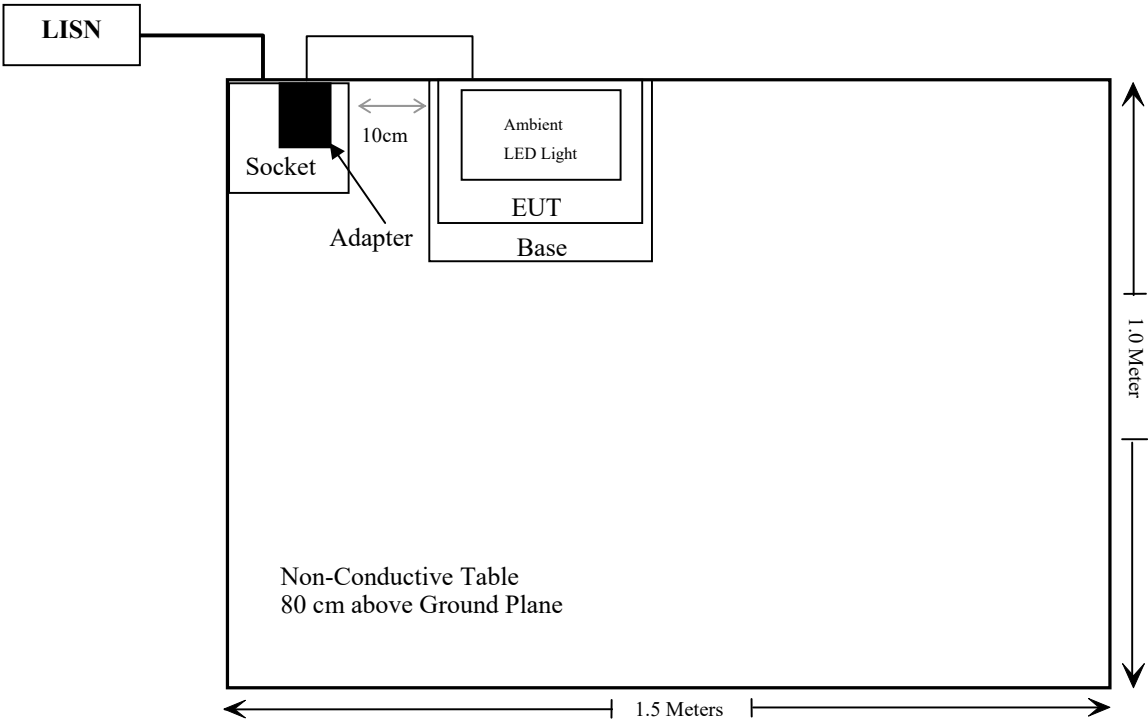 LISN
10cm
Ambient
LED Light
Socket
EUT
Adapter
Base
1.0 Meter
Non-Conductive Table
80 cm above Ground Plane
1.5 Meters